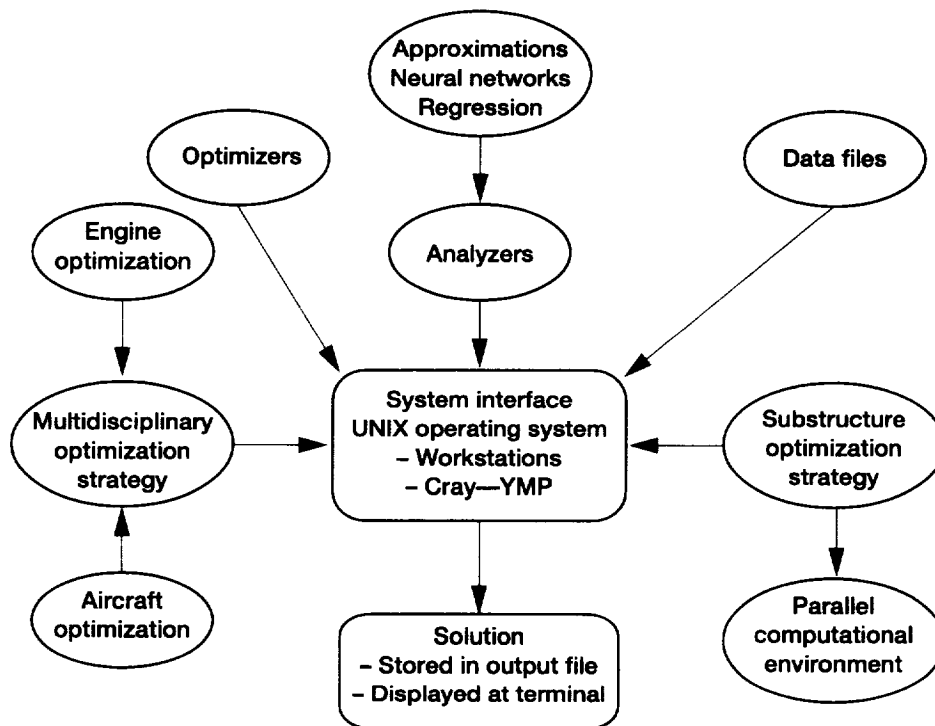 Approximations
Neural networks
Regression
Optimizers
Data files
Engine
optimization
Analyzers
Multidisciplinary
optimization
strategy
System interface
UNIX operating system
– Workstations
– Cray—YMP
Substructure
optimization
strategy
Aircraft
optimization
Solution
– Stored in output file
– Displayed at terminal
Parallel
computational
environment